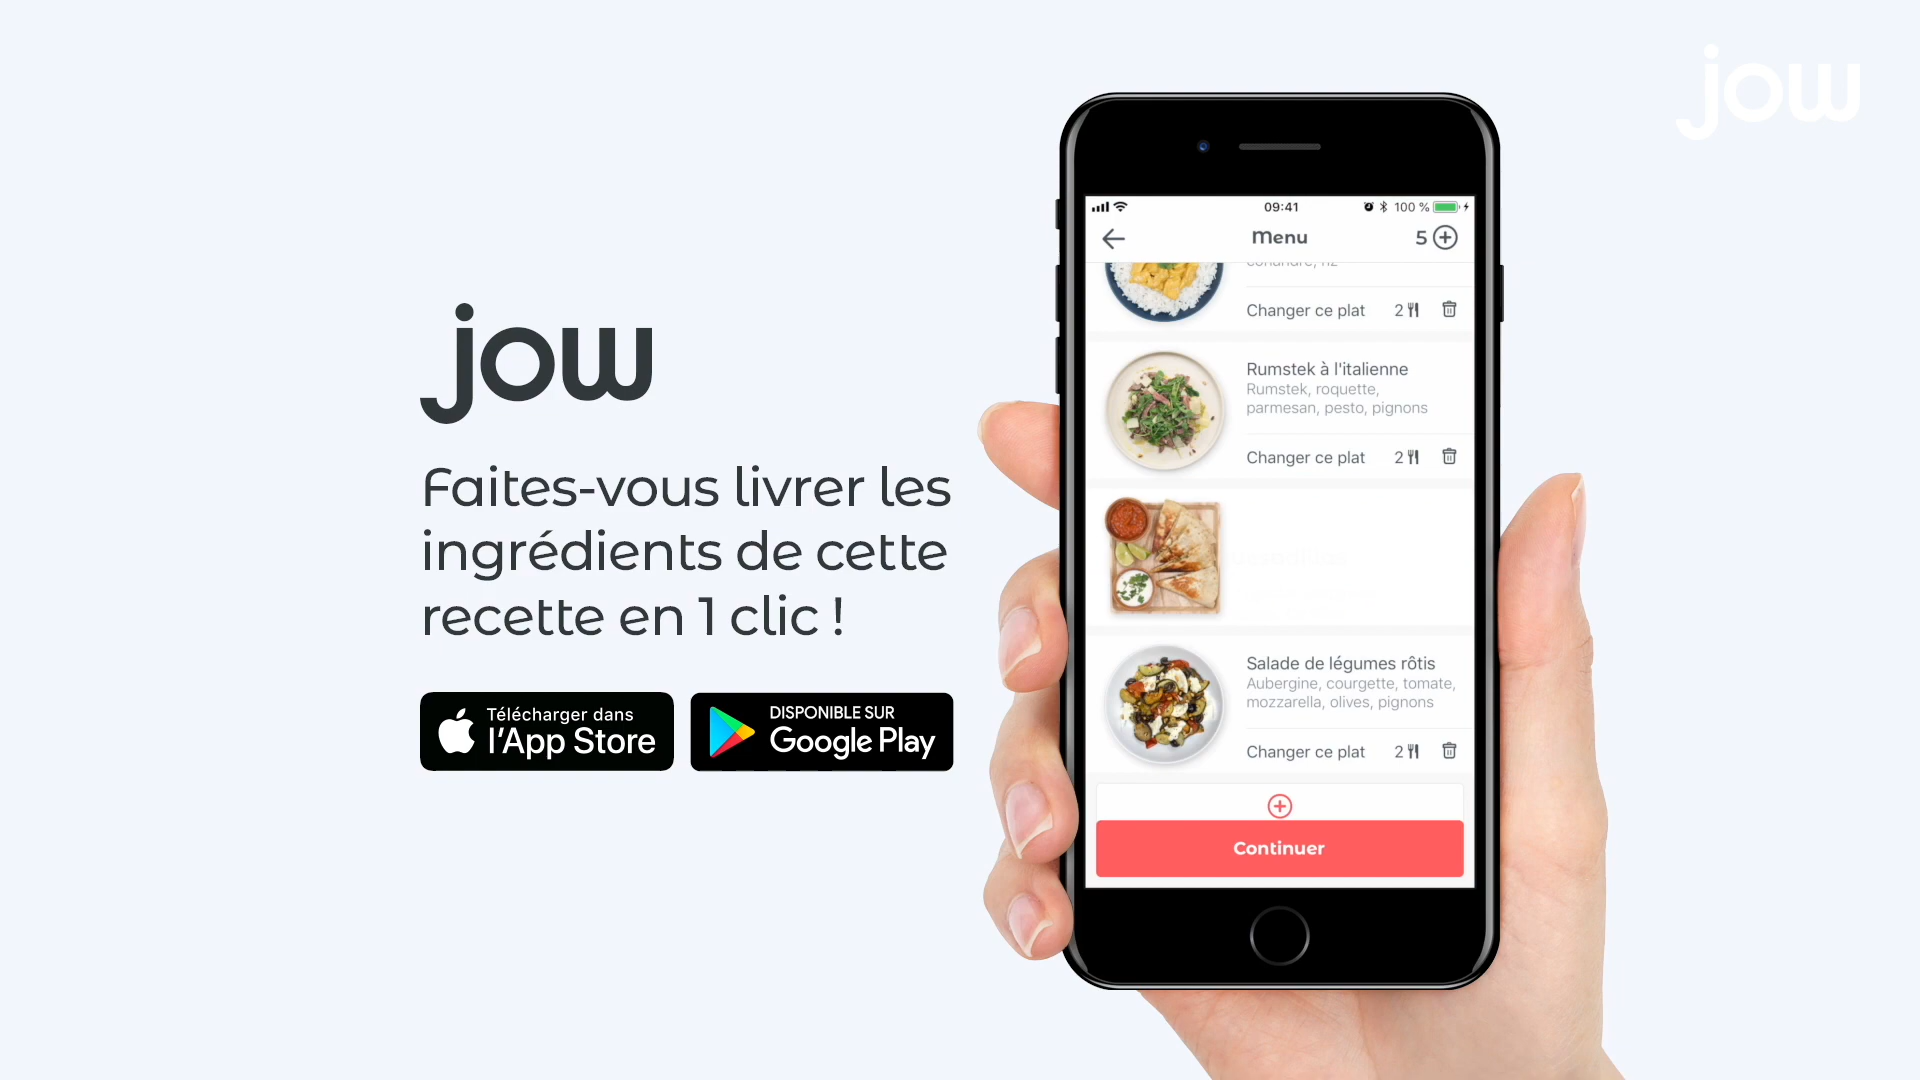 jow
jow
Faites-vous livrer les
ingrédients de cette
recette en 1 clic !
Télécharger dans
l'App Store
DISPONIBLE SUR
Google Play
09:41
100 %
Menu
5
Changer ce plat 2
Rumstek à l'italienne
Rumstek, roquette,
parmesan, pesto, pignons
Changer ce plat 2
Salade de légumes rôtis
Aubergine, courgette, tomate,
mozzarella, olives, pignons
Changer ce plat 2
Continuer